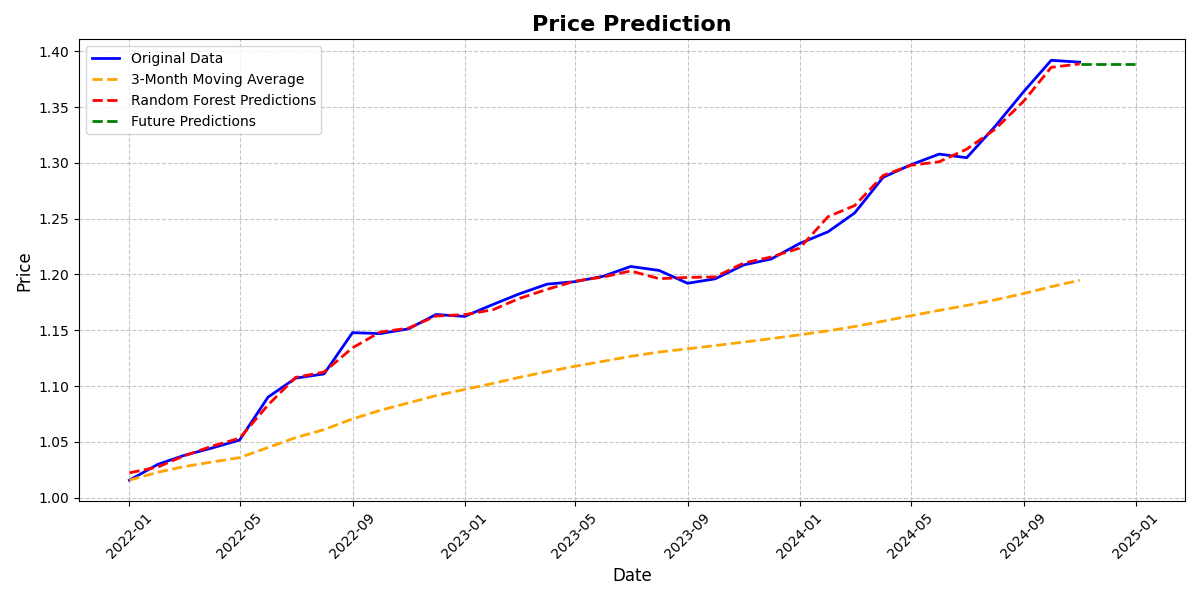 Price Prediction
Original Data
3-Month Moving Average
Random Forest Predictions
Future Predictions
Price
1.40
1.35
1.30
1.25
1.20
1.15
1.10
1.05
1.00
2022-01
2022-05
2022-09
2023-01
2023-05
2023-09
2024-01
2024-05
2024-09
2025-01
Date